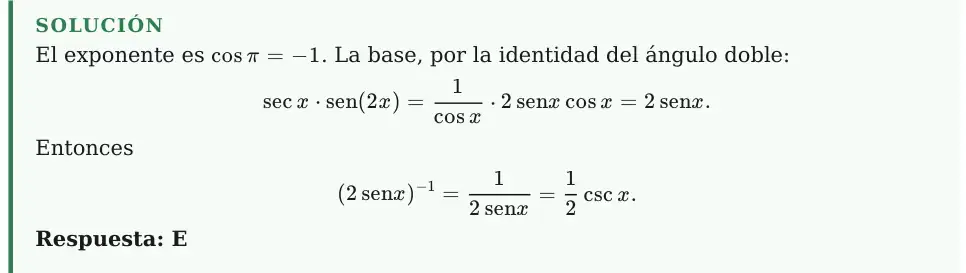 SOLUCIÓN
El exponente es cos π = −1. La base, por la identidad del ángulo doble:
sec x · sen(2x) = 1/cos x · 2 senx cos x = 2 senx.
Entonces
(2 senx)⁻¹ = 1/2 senx = 1/2 csc x.
Respuesta: E